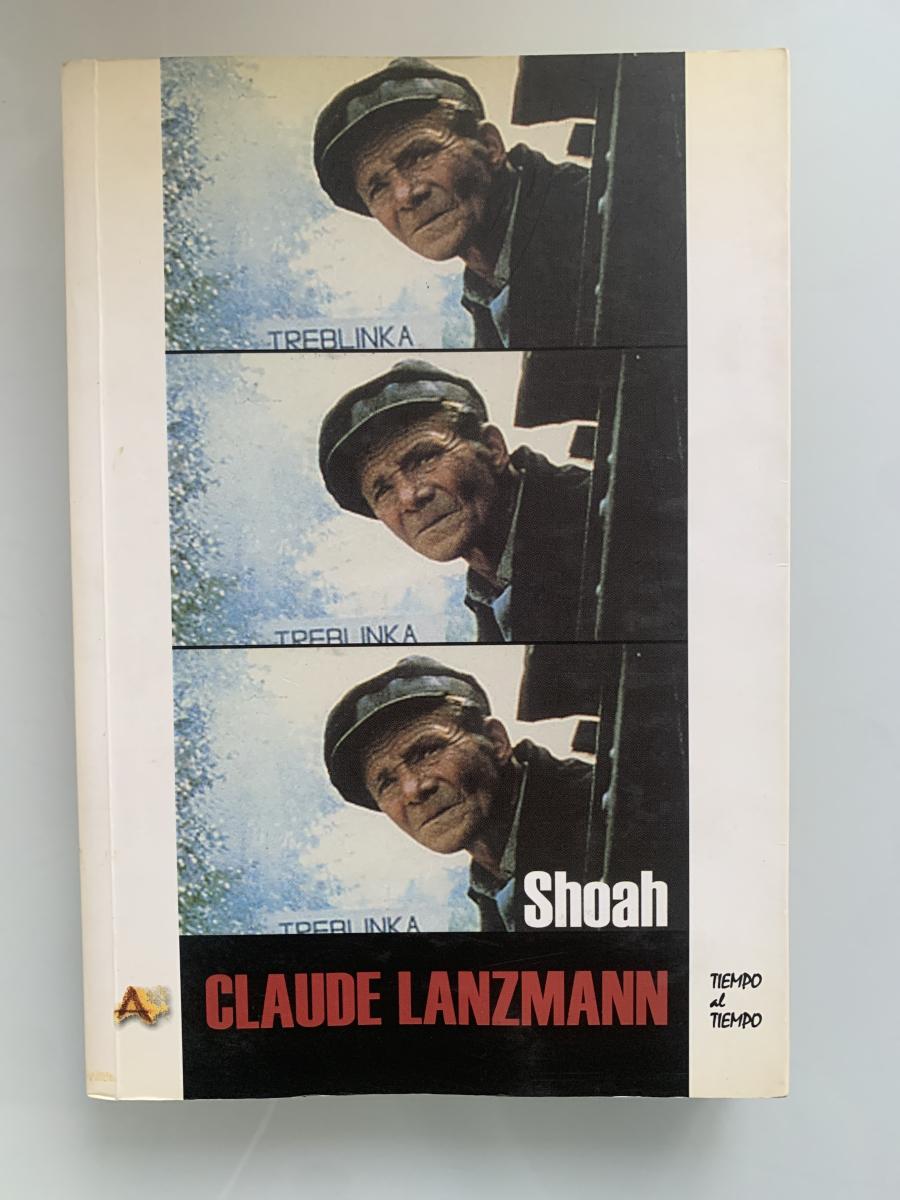 TREBLINKA
TREBLINKA
TREBLINKA
Shoah
CLAUDE LANZMANN
TIEMPO
al
TIEMPO
A